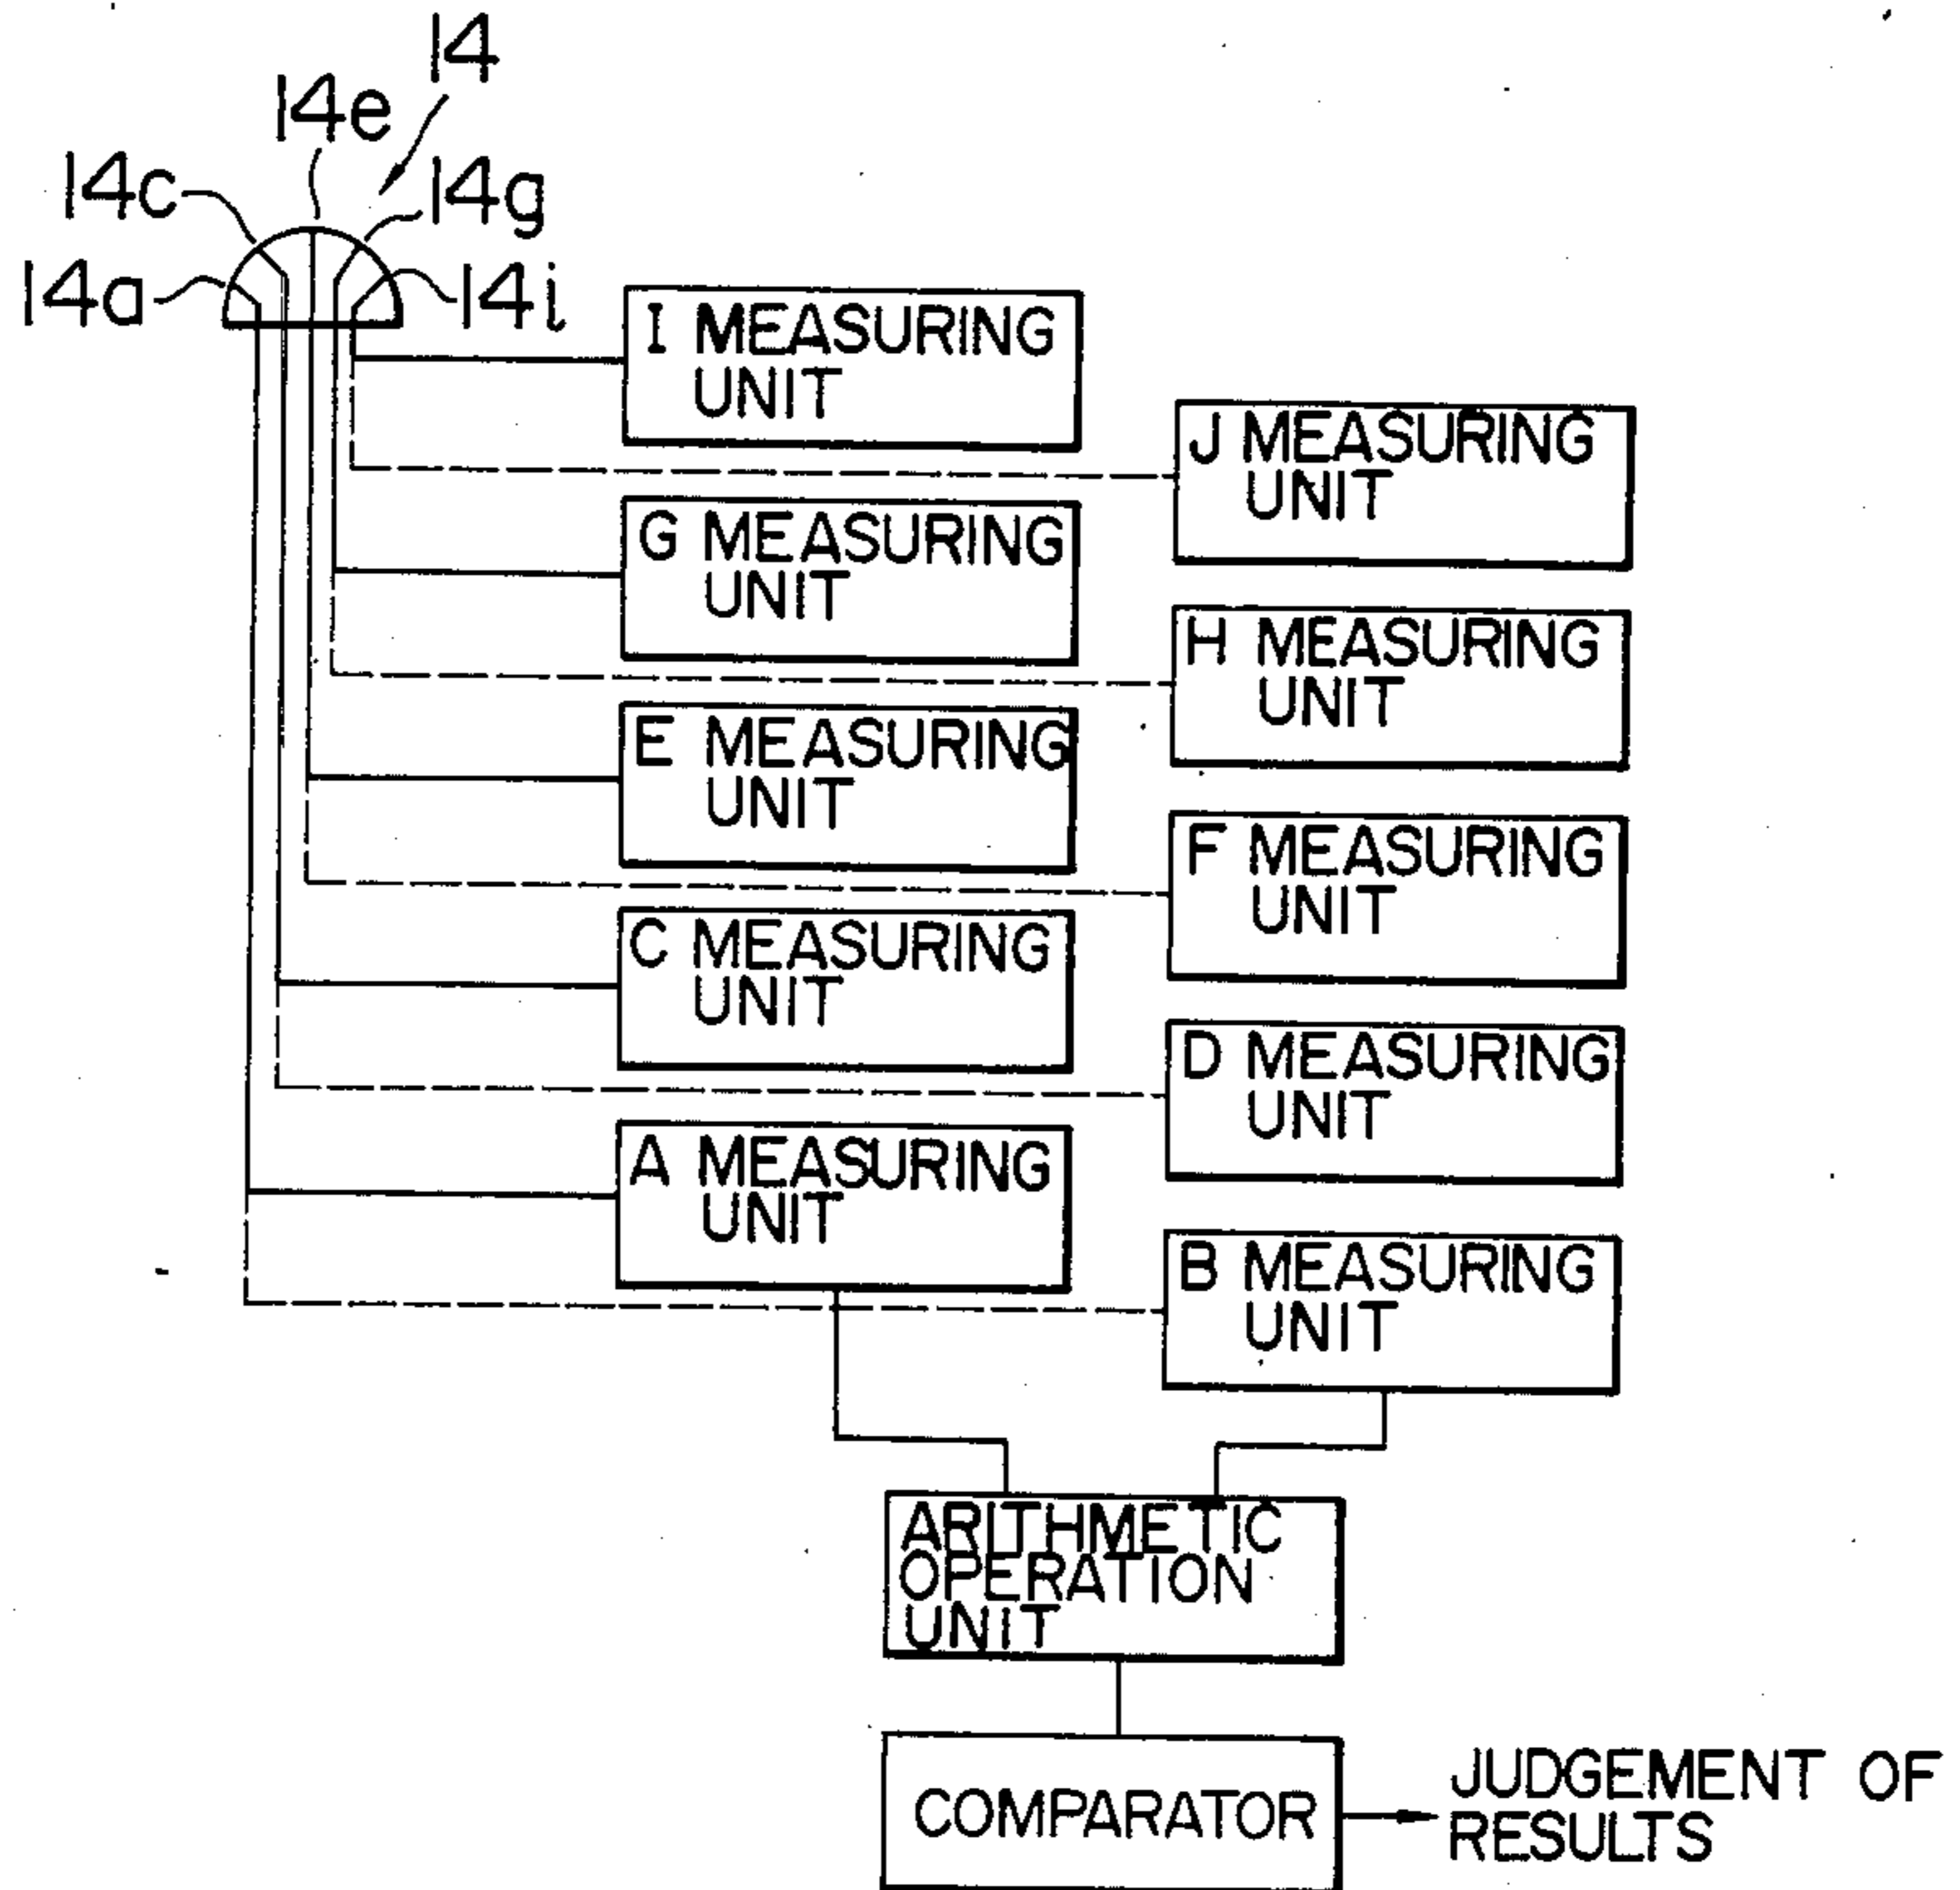 14
14e
14c
14g
14a
14i
I MEASURING
UNIT
J MEASURING
UNIT
G MEASURING
UNIT
H MEASURING
UNIT
E MEASURING
UNIT
F MEASURING
UNIT
C MEASURING
UNIT
D MEASURING
UNIT
A MEASURING
UNIT
B MEASURING
UNIT
ARITHMETIC
OPERATION
UNIT
COMPARATOR
JUDGEMENT OF
RESULTS